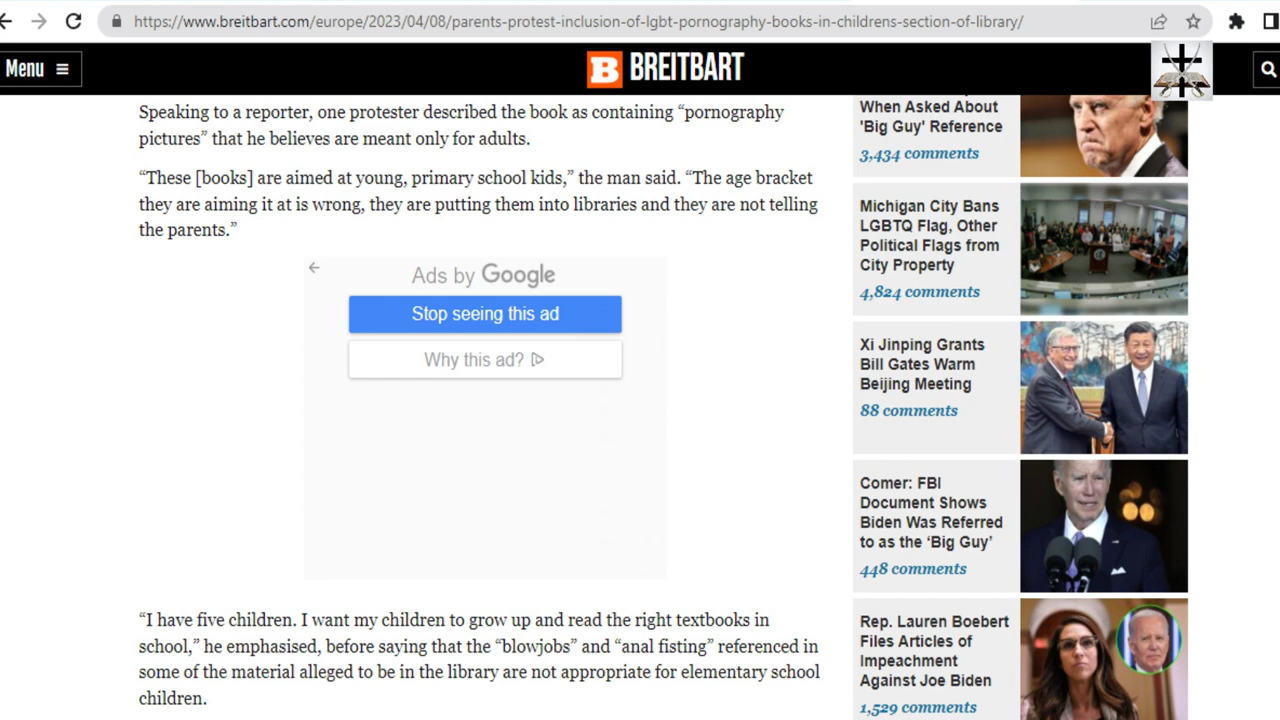 https://www.breitbart.com/europe/2023/04/08/parents-protest-inclusion-of-lgbt-pornography-books-in-childrens-section-of-library/
Menu
B BREITBART
Speaking to a reporter, one protester described the book as containing “pornography
pictures” that he believes are meant only for adults.
“These [books] are aimed at young, primary school kids,” the man said. “The age bracket
they are aiming it at is wrong, they are putting them into libraries and they are not telling
the parents.”
Ads by Google
Stop seeing this ad
Why this ad?
“I have five children. I want my children to grow up and read the right textbooks in
school,” he emphasised, before saying that the “blowjobs” and “anal fisting” referenced in
some of the material alleged to be in the library are not appropriate for elementary school
children.
When Asked About
'Big Guy' Reference
3,434 comments
Michigan City Bans
LGBTQ Flag, Other
Political Flags from
City Property
4,824 comments
Xi Jinping Grants
Bill Gates Warm
Beijing Meeting
88 comments
Comer: FBI
Document Shows
Biden Was Referred
to as the ‘Big Guy’
448 comments
Rep. Lauren Boebert
Files Articles of
Impeachment
Against Joe Biden
1,529 comments